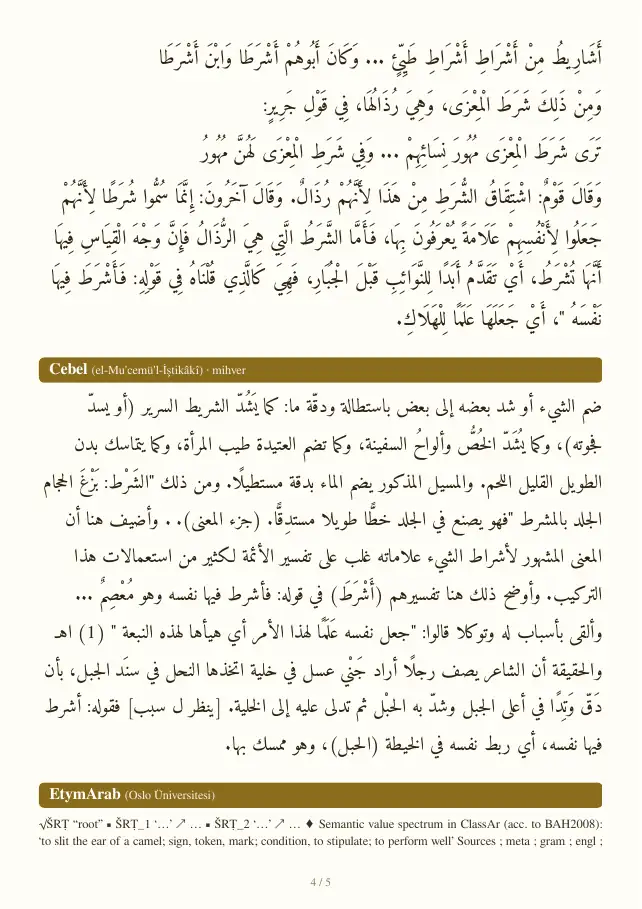 أَشَارِيطُ مِنْ أَشْرَاطِ أَشْرَاطِ طَيِّئٍ ... وَكَانَ أَبُوهُمْ أَشْرَطَا وَابْنَ أَشْرَطَا
وَمِنْ ذَلِكَ شَرَطَ الْمِعْزَى، وَهِيَ رُذَالُهَا، فِي قَوْلِ جَرِيرٍ:
تَرَى شَرَطَ الْمِعْزَى مُهُورَ نِسَائِهِمْ ... وَفِي شَرَطِ الْمِعْزَى لَهُنَّ مُهُورُ
وَقَالَ قَوْمٌ: اشْتِقَاقُ الشُّرَطِ مِنْ هَذَا لِأَنَّهُمْ رُذَالٌ. وَقَالَ آخَرُونَ: إِنَّمَا سُمُّوا شُرَطًا لِأَنَّهُمْ
جَعَلُوا لِأَنْفُسِهِمْ عَلَامَةً يُعْرَفُونَ بِهَا، فَأَمَّا الشَّرَطُ الَّتِي هِيَ الرُّذَالُ فَإِنَّ وَجْهَ الْقِيَاسِ فِيهَا
أَنَّهَا تُشْرَطُ، أَيْ تَقَدَّمُ أَبَدًا لِلنَّوَائِبِ قَبْلَ الْجُبَارِ، فَهِيَ كَالَّذِي قُلْنَاهُ فِي قَوْلِهِ: فَأَشْرَطَ فِيهَا
نَفْسَهُ "، أَيْ جَعَلَهَا عَلَمًا لِلْهَلَاكِ.
Cebel (el-Mu'cemü'l-İştikâkî) · mihver
ضم الشيء أو شد بعضه إلى بعض باستطالة ودقّة ما: كما يَشُدّ الشريط السرير (أو يسدّ
فجوته)، وكما يُشَدّ الخُصُّ وألواحُ السفينة، وكما تضم العتيدة طيب المرأة، وكما يتماسك بدن
الطويل القليل اللحم. والمسيل المذكور يضم الماء بدقة مستطيلًا. ومن ذلك "الشَرْط: بَزْغَ الحجام
الجلد بالمشرط "فهو يصنع في الجلد خطًّا طويلا مستدِقًّا. (جزء المعنى). . وأضيف هنا أن
المعنى المشهور لأشراط الشيء علاماته غلب على تفسير الأئمة لكثير من استعمالات هذا
التركيب. وأوضح ذلك هنا تفسيرهم (أَشْرَطَ) في قوله: فأشرط فيها نفسه وهو مُعْصِمٌ ...
وألقى بأسباب له وتوكلا قالوا: "جعل نفسه عَلَمًا لهذا الأمر أي هيأها لهذه النبعة " (1) اهـ
والحقيقة أن الشاعر يصف رجلًا أراد جَنْي عسل في خلية اتخذها النحل في سنَد الجبل، بأن
دَقّ وَتِدًا في أعلى الجبل وشدّ به الحبْل ثم تدلى عليه إلى الخلية. [ينظر ل سبب] فقوله: أشرط
فيها نفسه، أي ربط نفسه في الخيطة (الحبل)، وهو ممسك بها.
EtymArab (Oslo Üniversitesi)
√ŠRṬ “root” ▪ ŠRṬ_1 ‘…’ ↗ … ▪ ŠRṬ_2 ‘…’ ↗ … ♦ Semantic value spectrum in ClassAr (acc. to BAH2008):
‘to slit the ear of a camel; sign, token, mark; condition, to stipulate; to perform well’ Sources ; meta ; gram ; engl ;
4 / 5